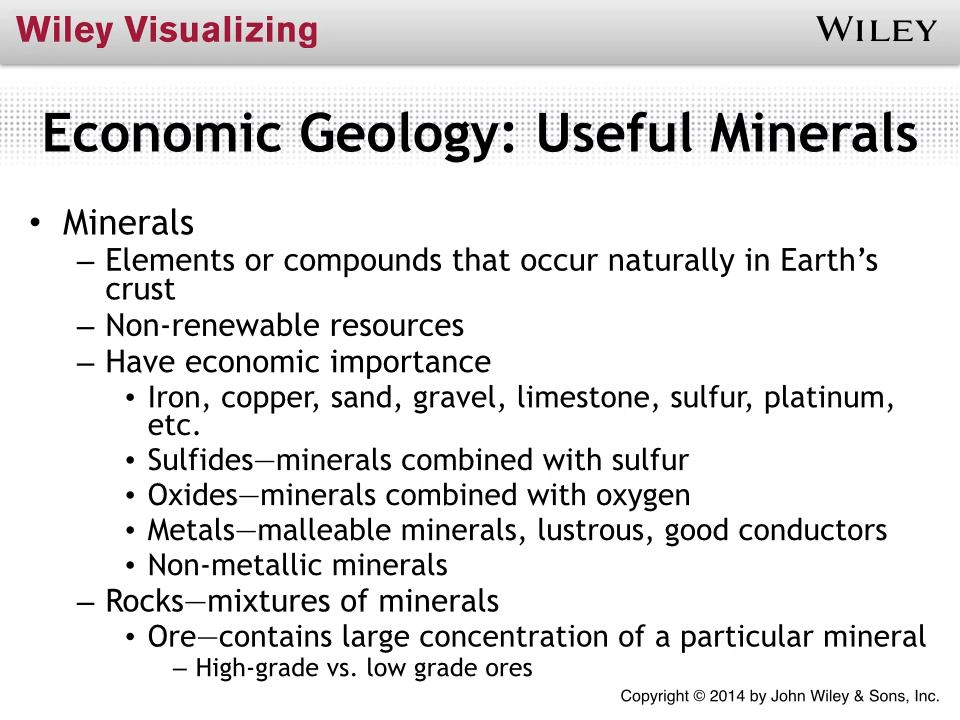 Wiley Visualizing
WILEY
Economic Geology: Useful Minerals
• Minerals
– Elements or compounds that occur naturally in Earth’s
crust
– Non-renewable resources
– Have economic importance
• Iron, copper, sand, gravel, limestone, sulfur, platinum,
etc.
• Sulfides—minerals combined with sulfur
• Oxides—minerals combined with oxygen
• Metals—malleable minerals, lustrous, good conductors
• Non-metallic minerals
– Rocks—mixtures of minerals
• Ore—contains large concentration of a particular mineral
– High-grade vs. low grade ores
Copyright © 2014 by John Wiley & Sons, Inc.